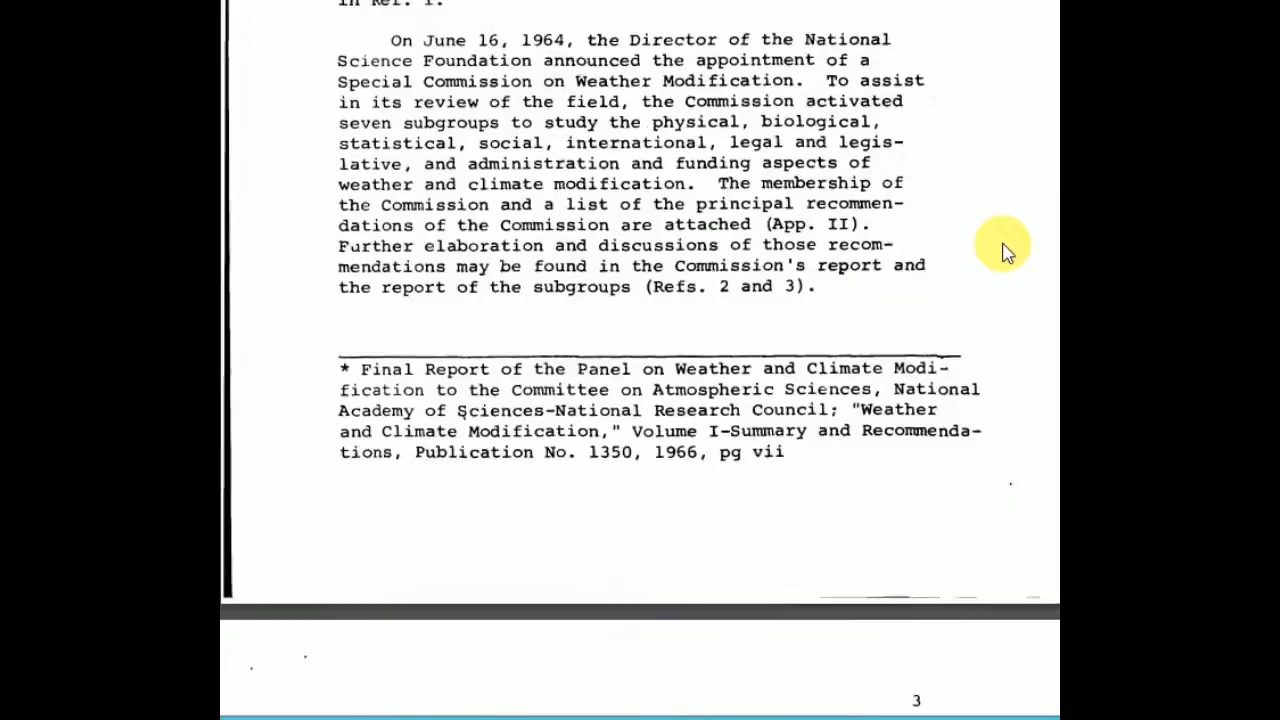 in Ref. 1.
On June 16, 1964, the Director of the National
Science Foundation announced the appointment of a
Special Commission on Weather Modification. To assist
in its review of the field, the Commission activated
seven subgroups to study the physical, biological,
statistical, social, international, legal and legis-
lative, and administration and funding aspects of
weather and climate modification. The membership of
the Commission and a list of the principal recommen-
dations of the Commission are attached (App. II).
Further elaboration and discussions of those recom-
mendations may be found in the Commission's report and
the report of the subgroups (Refs. 2 and 3).
* Final Report of the Panel on Weather and Climate Modi-
fication to the Committee on Atmospheric Sciences, National
Academy of Sciences-National Research Council; "Weather
and Climate Modification," Volume I-Summary and Recommenda-
tions, Publication No. 1350, 1966, pg vii
3